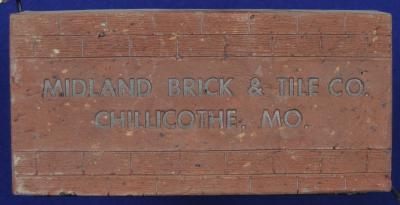 MIDLAND BRICK & TILE CO.
CHILLICOTHE, MO.